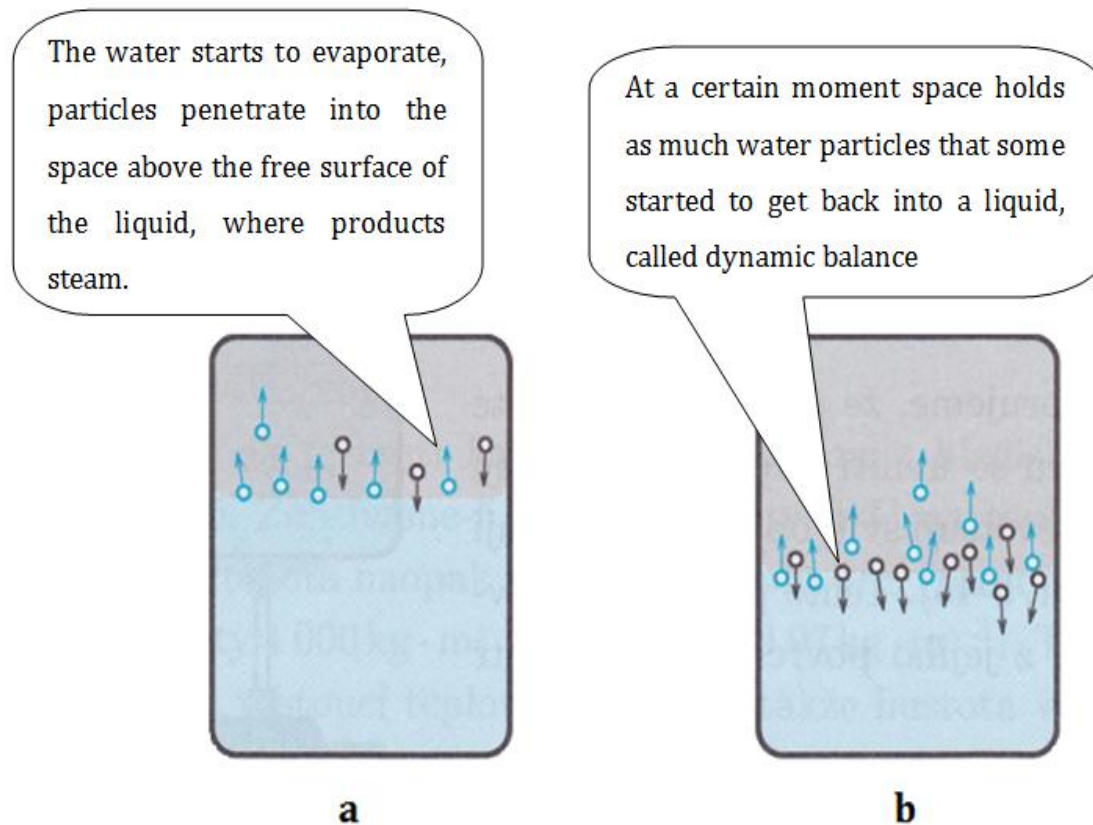 The water starts to evaporate,
particles penetrate into the
space above the free surface of
the liquid, where products
steam.
At a certain moment space holds
as much water particles that some
started to get back into a liquid,
called dynamic balance
a
b